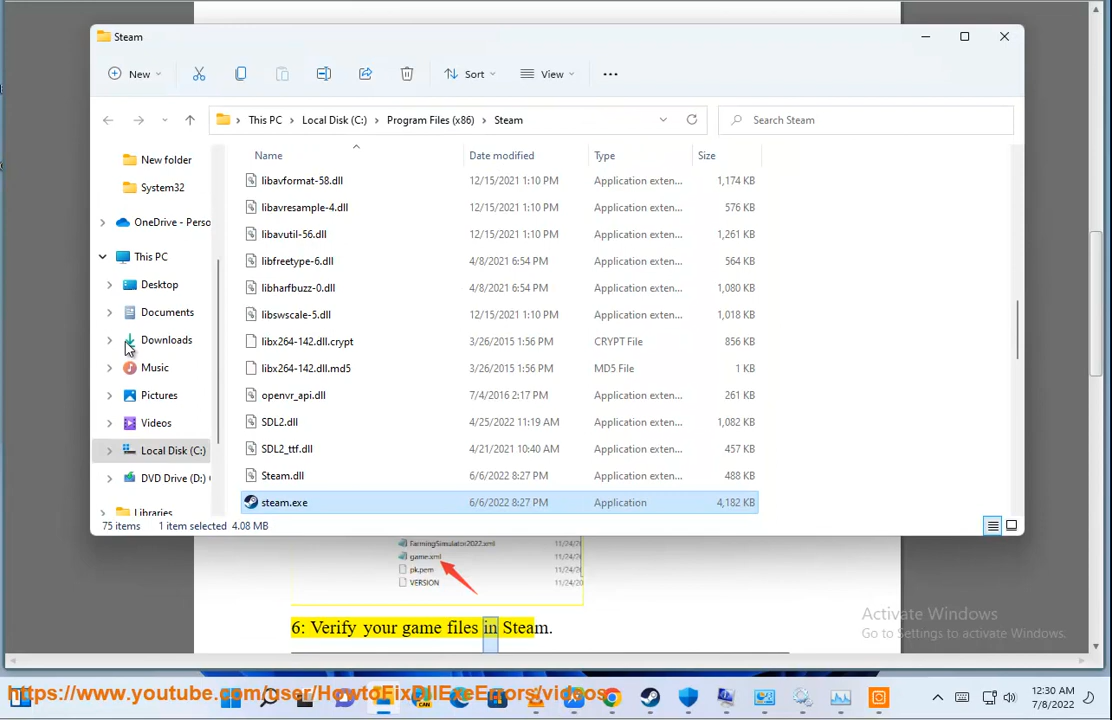 Steam
New
Sort
View
This PC > Local Disk (C:) > Program Files (x86) > Steam
Search Steam
Name Date modified Type Size
New folder
System32
OneDrive - Perso
This PC
Desktop
Documents
Downloads
Music
Pictures
Videos
Local Disk (C:)
DVD Drive (D:)
Libraries
libavformat-58.dll 12/15/2021 1:10 PM Application exten... 1,174 KB
libavresample-4.dll 12/15/2021 1:10 PM Application exten... 576 KB
libavutil-56.dll 12/15/2021 1:10 PM Application exten... 1,261 KB
libfreetype-6.dll 4/8/2021 6:54 PM Application exten... 564 KB
libharfbuzz-0.dll 4/8/2021 6:54 PM Application exten... 1,080 KB
libswscale-5.dll 12/15/2021 1:10 PM Application exten... 1,018 KB
libx264-142.dll.crypt 3/26/2015 1:56 PM CRYPT File 856 KB
libx264-142.dll.md5 3/26/2015 1:56 PM MD5 File 1 KB
openvr_api.dll 7/4/2016 2:17 PM Application exten... 261 KB
SDL2.dll 4/25/2022 11:19 AM Application exten... 1,082 KB
SDL2_ttf.dll 4/21/2021 10:40 AM Application exten... 457 KB
Steam.dll 6/6/2022 8:27 PM Application exten... 488 KB
steam.exe 6/6/2022 8:27 PM Application 4,182 KB
75 items 1 item selected 4.08 MB
FarmingSimulator2022.xml 11/24/20
game.xml 11/24/20
pk.pem 11/24/20
VERSION 11/24/20
6: Verify your game files in Steam.
Activate Windows
Go to Settings to activate Windows.
https://www.youtube.com/user/HowtoFixDllExeErrors/videos
12:30 AM
7/8/2022